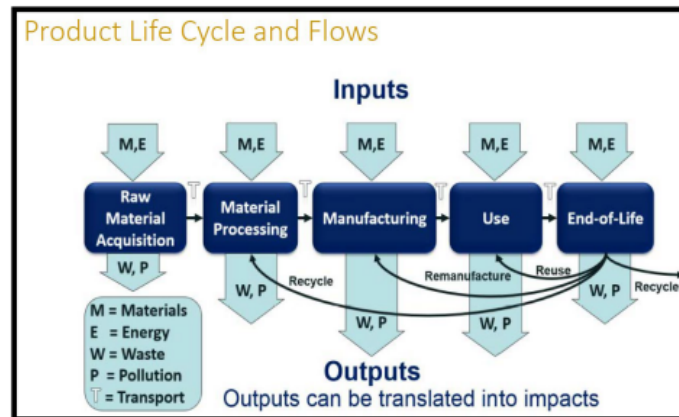 Product Life Cycle and Flows
Inputs
M,E
M,E
M,E
M,E
M,E
Raw
Material
Acquisition
T
Material
Processing
T
Manufacturing
T
Use
T
End-of-Life
Recycle
Remanufacture
Reuse
Recycle
W, P
W, P
W, P
W, P
W, P
M = Materials
E = Energy
W = Waste
P = Pollution
T = Transport
Outputs
Outputs can be translated into impacts